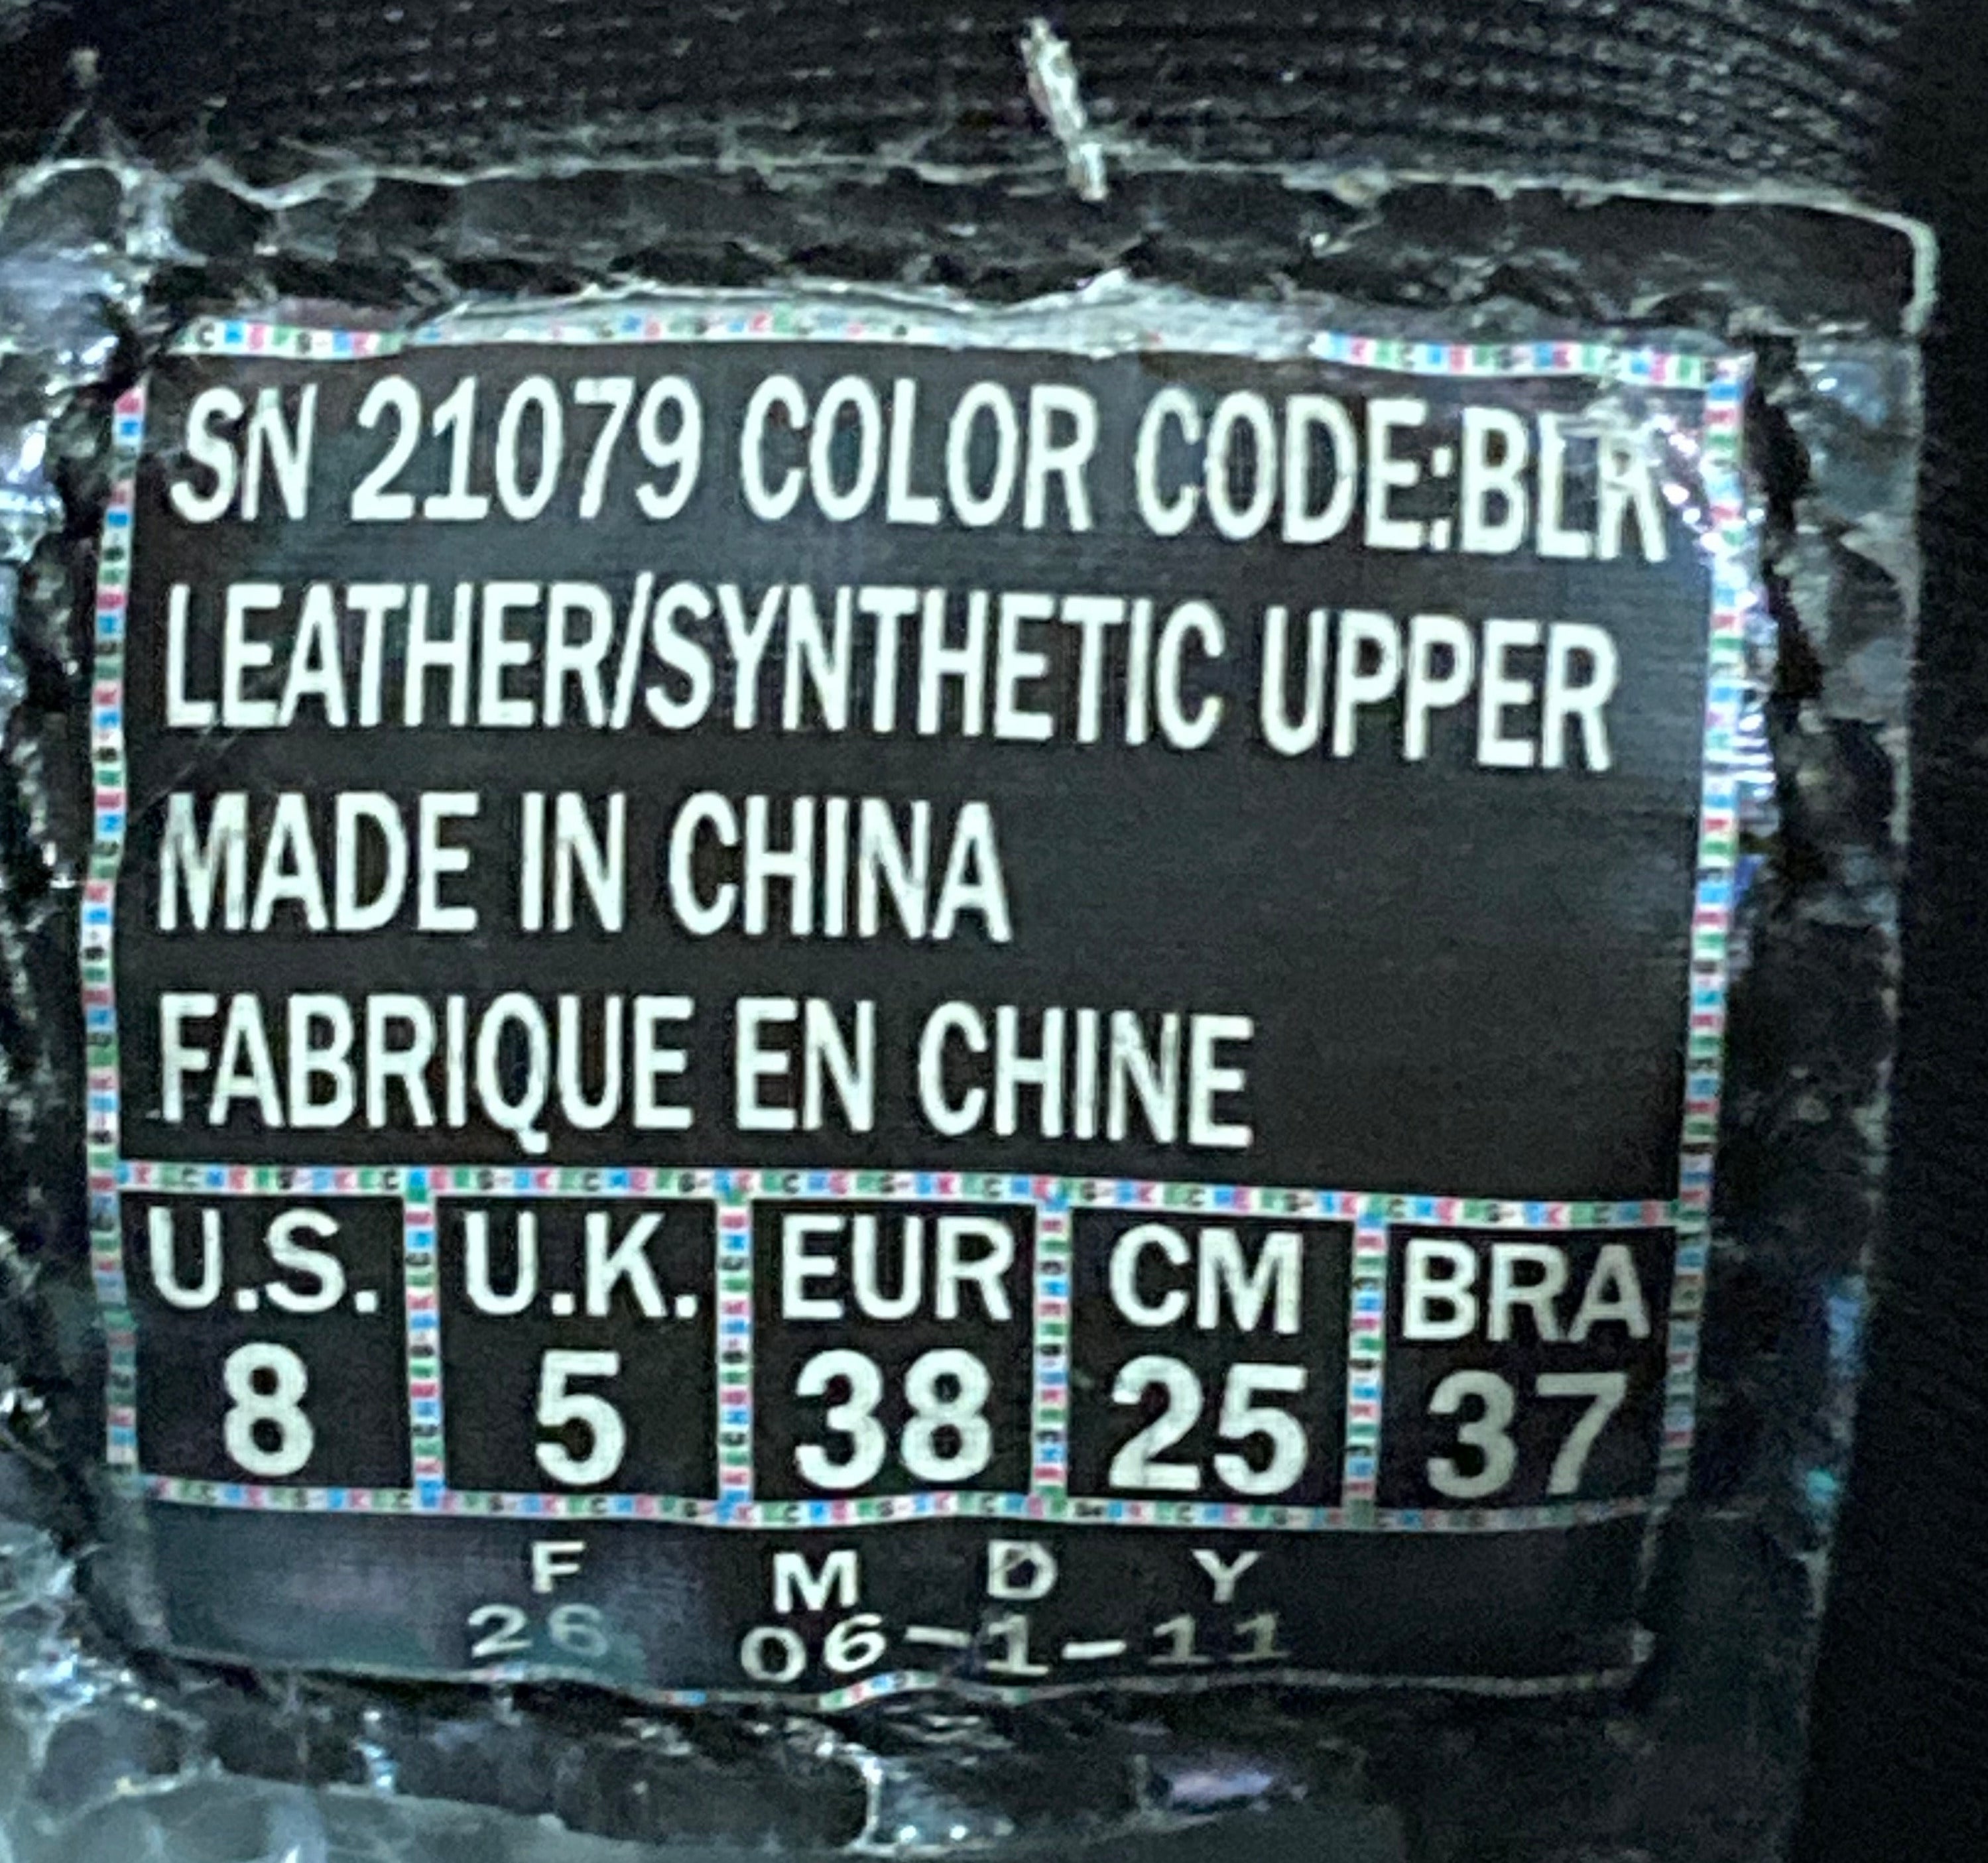 SN 21079 COLOR CODE:BLK
LEATHER/SYNTHETIC UPPER
MADE IN CHINA
FABRIQUE EN CHINE
U.S. U.K. EUR CM BRA
8 5 38 25 37
F M D Y
26 06-1-11